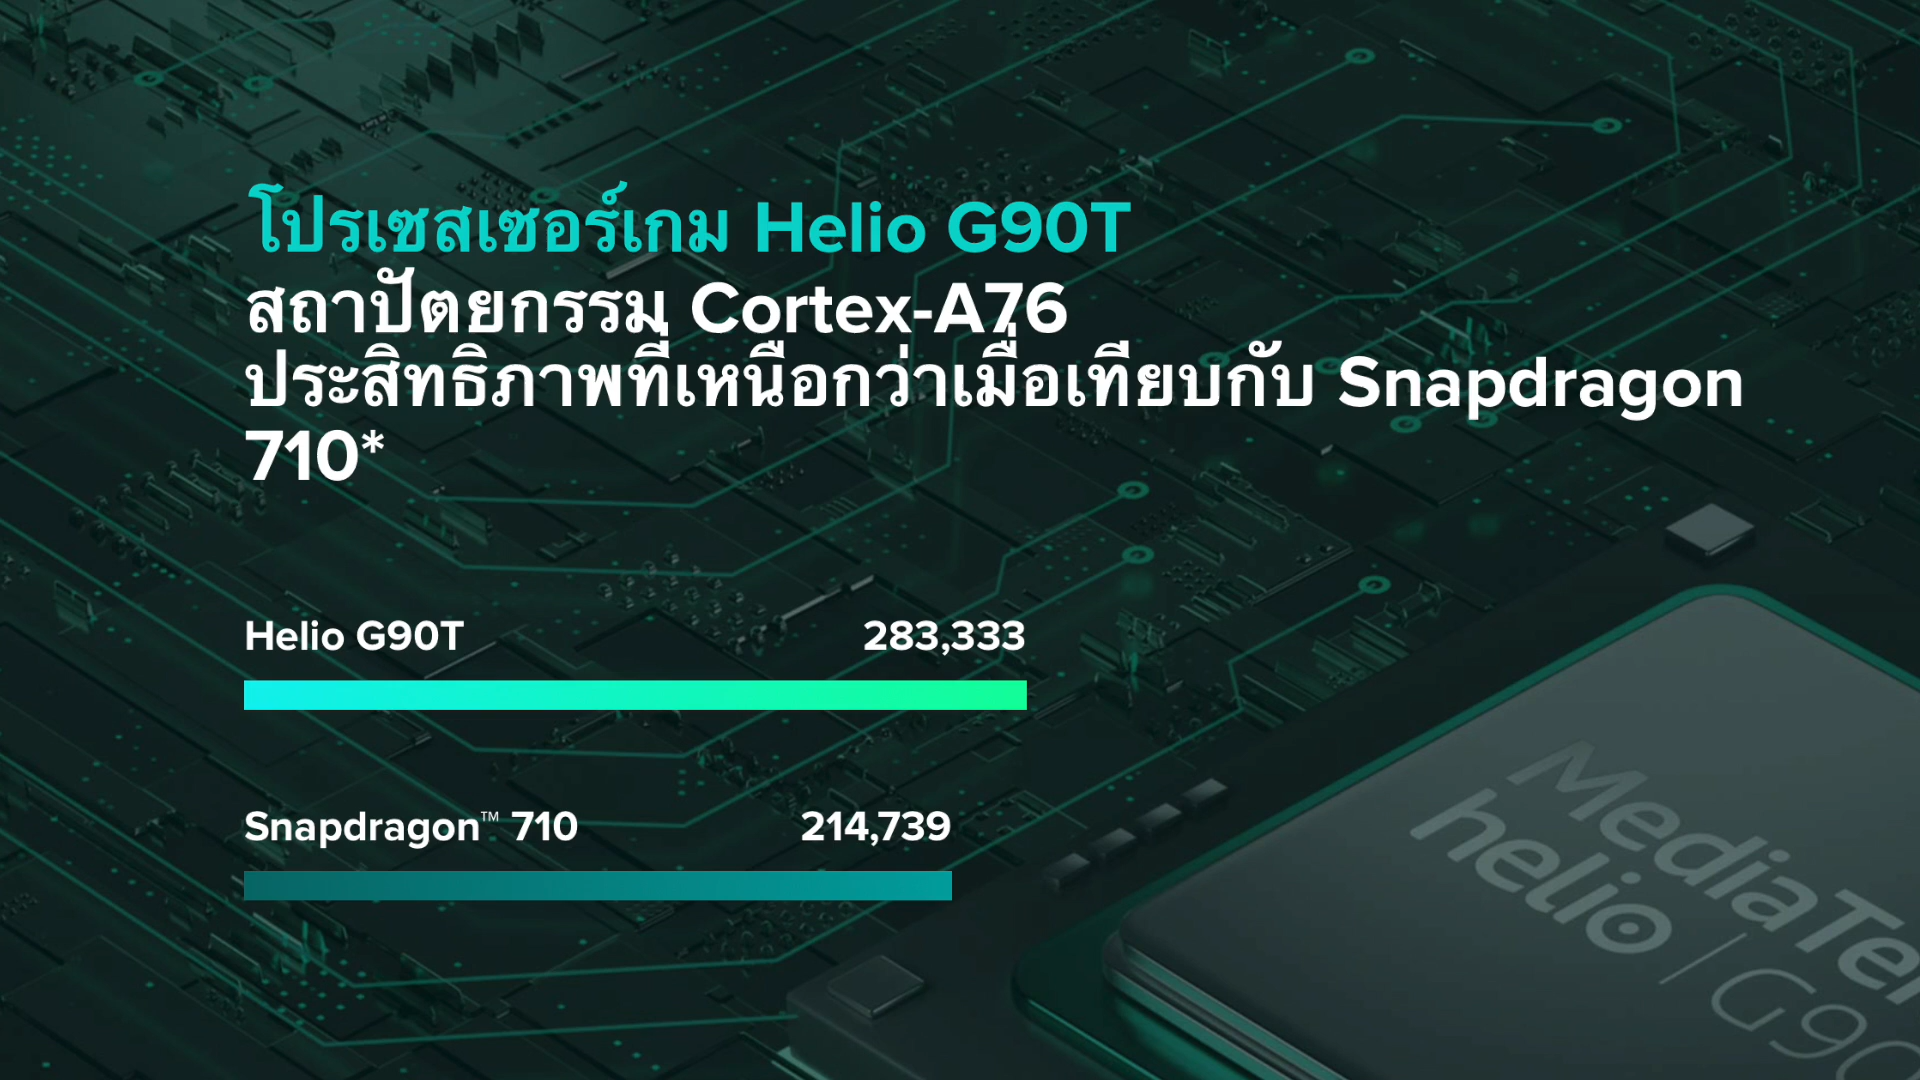 โปรเซสเซอร์เกม Helio G90T
สถาปัตยกรรม Cortex-A76
ประสิทธิภาพที่เหนือกว่าเมื่อเทียบกับ Snapdragon
710*
Helio G90T 283,333
Snapdragon™ 710 214,739
MediaTek
helio | G90